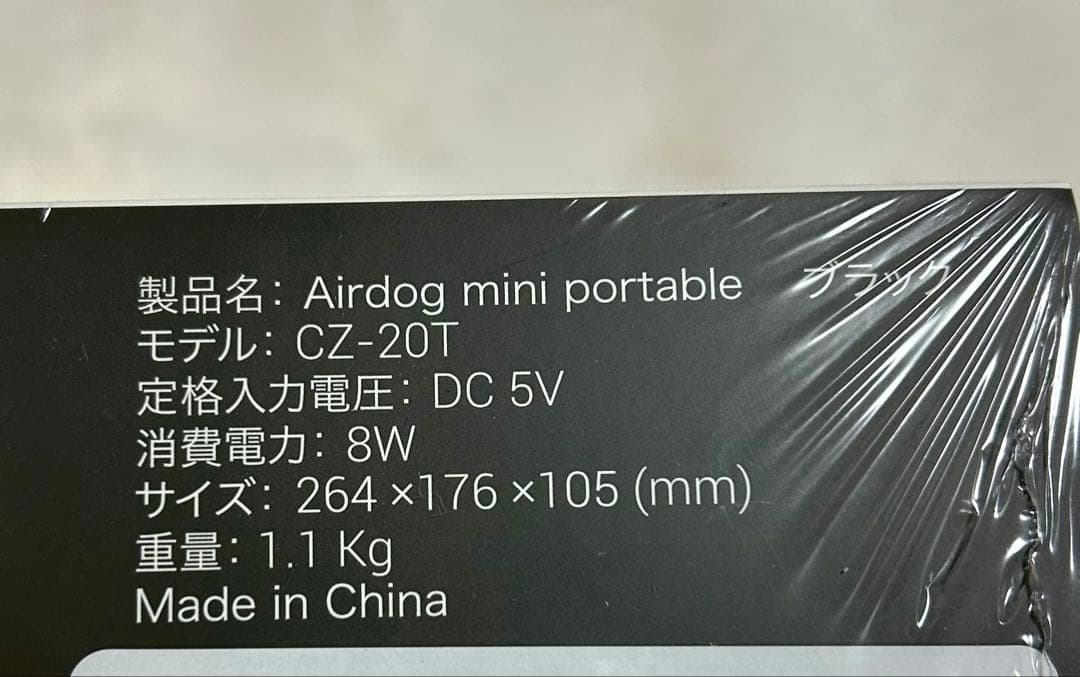 製品名: Airdog mini portable ブラック
モデル: CZ-20T
定格入力電圧: DC 5V
消費電力: 8W
サイズ: 264 ×176 ×105 (mm)
重量: 1.1 Kg
Made in China